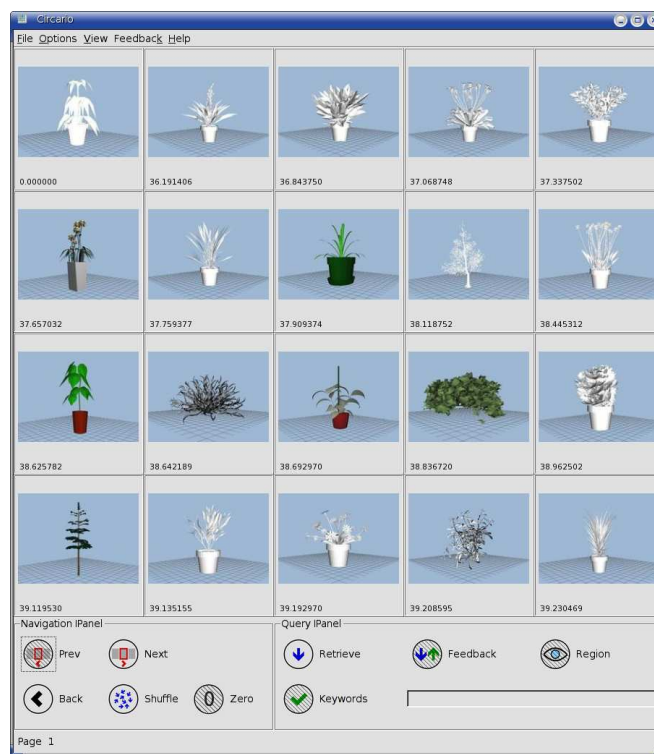 Circario
File Options View Feedback Help
0.000000 36.191406 36.843750 37.068748 37.337502
37.657032 37.759377 37.909374 38.118752 38.445312
38.625782 38.642189 38.692970 38.836720 38.962502
39.119530 39.135155 39.192970 39.208595 39.230469
Navigation IPanel Query IPanel
Prev Next Retrieve Feedback Region
Back Shuffle 0 Zero Keywords
Page 1